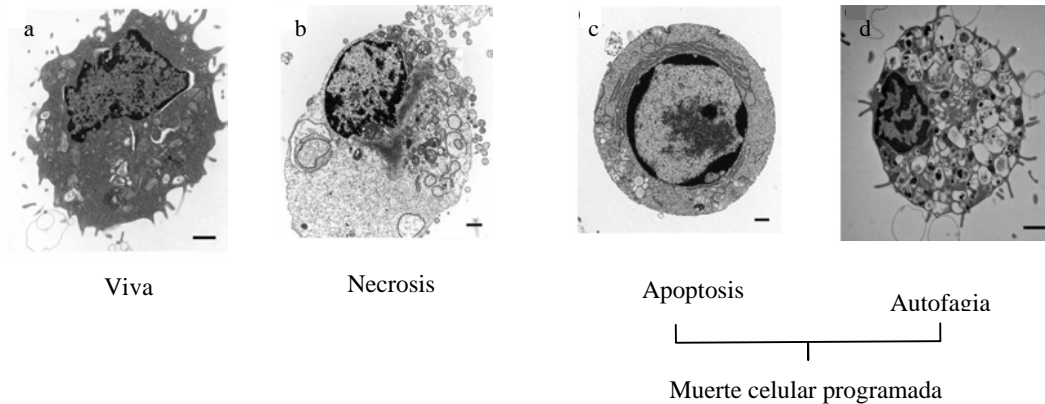 a
b
c
d
Viva
Necrosis
Apoptosis
Autofagia
Muerte celular programada